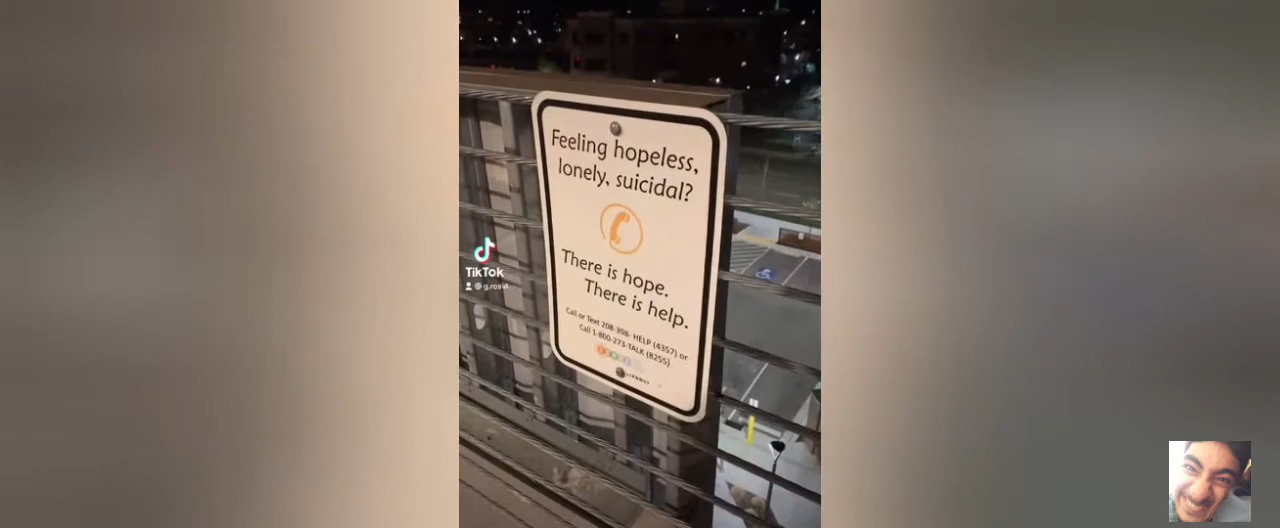 Feeling hopeless,
lonely, suicidal?
There is hope.
There is help.
Call or Text 208-398- HELP (4357) or
Call 1-800-273-TALK (8255)
TikTok